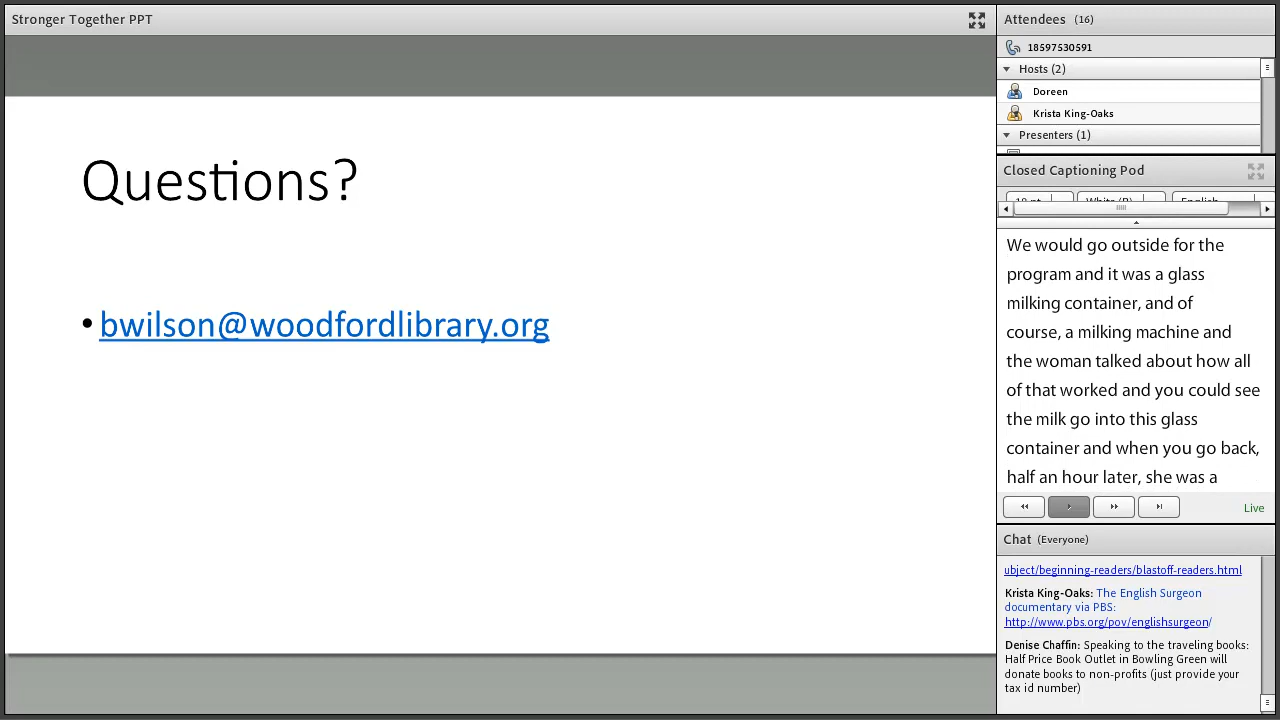 Stronger Together PPT
Questions?
• bwilson@woodfordlibrary.org
Attendees (16)
18597530591
Hosts (2)
Doreen
Krista King-Oaks
Presenters (1)
Closed Captioning Pod
We would go outside for the
program and it was a glass
milking container, and of
course, a milking machine and
the woman talked about how all
of that worked and you could see
the milk go into this glass
container and when you go back,
half an hour later, she was a
Live
Chat (Everyone)
ubject/beginning-readers/blastoff-readers.html
Krista King-Oaks: The English Surgeon
documentary via PBS:
http://www.pbs.org/pov/englishsurgeon/
Denise Chaffin: Speaking to the traveling books:
Half Price Book Outlet in Bowling Green will
donate books to non-profits (just provide your
tax id number)